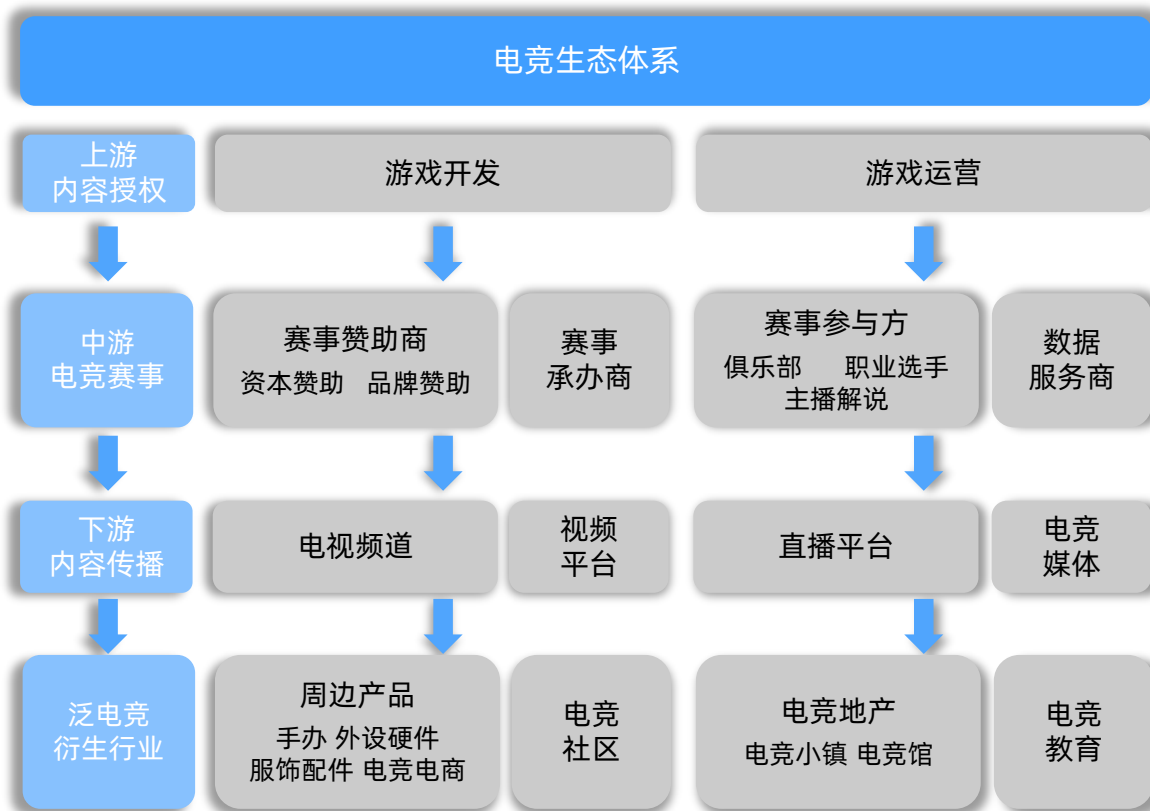 电竞生态体系
上游
内容授权
游戏开发
游戏运营
中游
电竞赛事
赛事赞助商
资本赞助 品牌赞助
赛事
承办商
赛事参与方
俱乐部 职业选手
主播解说
数据
服务商
下游
内容传播
电视频道
视频
平台
直播平台
电竞
媒体
泛电竞
衍生行业
周边产品
手办 外设硬件
服饰配件 电竞电商
电竞
社区
电竞地产
电竞小镇 电竞馆
电竞
教育